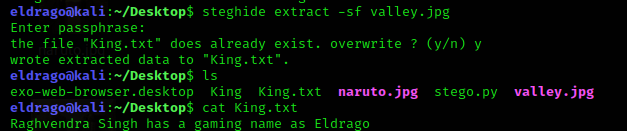 eldrago@kali:~/Desktop$ steghide extract -sf valley.jpg
Enter passphrase:
the file "King.txt" does already exist. overwrite ? (y/n) y
wrote extracted data to "King.txt".
eldrago@kali:~/Desktop$ ls
exo-web-browser.desktop King King.txt naruto.jpg stego.py valley.jpg
eldrago@kali:~/Desktop$ cat King.txt
Raghvendra Singh has a gaming name as Eldrago